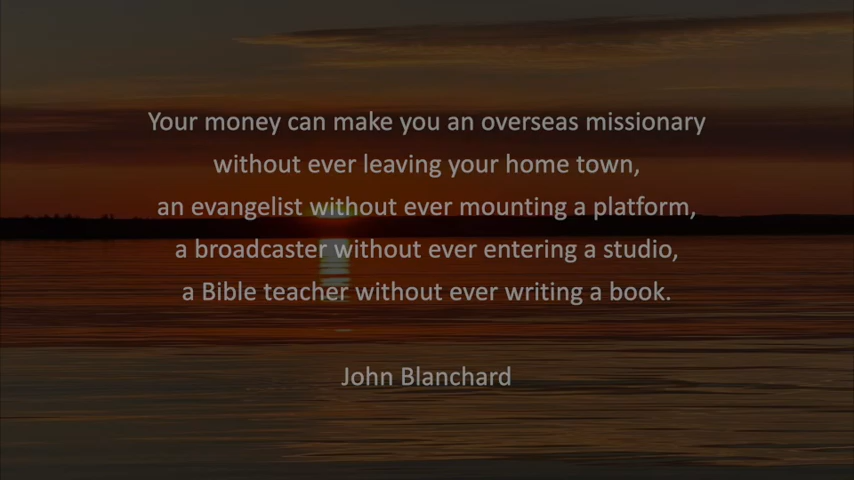 Your money can make you an overseas missionary
without ever leaving your home town,
an evangelist without ever mounting a platform,
a broadcaster without ever entering a studio,
a Bible teacher without ever writing a book.
John Blanchard